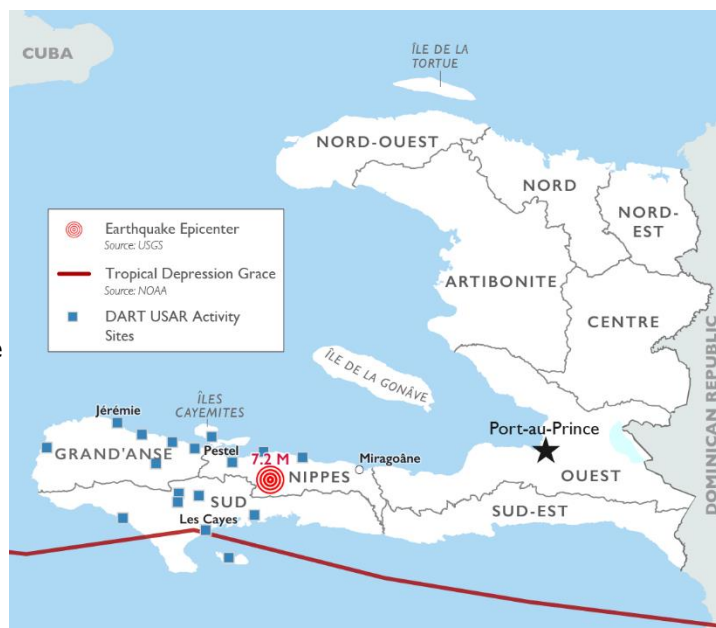 CUBA
ÎLE DE LA
TORTUE
NORD-OUEST
NORD
NORD-
EST
Earthquake Epicenter
Source: USGS
Tropical Depression Grace
Source: NOAA
DART USAR Activity
Sites
ARTIBONITE
CENTRE
DOMINICAN REPUBLIC
e
ÎLE DE LA GONÂVE
ÎLES
CAYEMITES
Jérémie
Port-au-Prince
GRAND'ANSE
Pestel
7.2 M
Miragoâne
NIPPES
OUEST
SUD
SUD-EST
Les Cayes